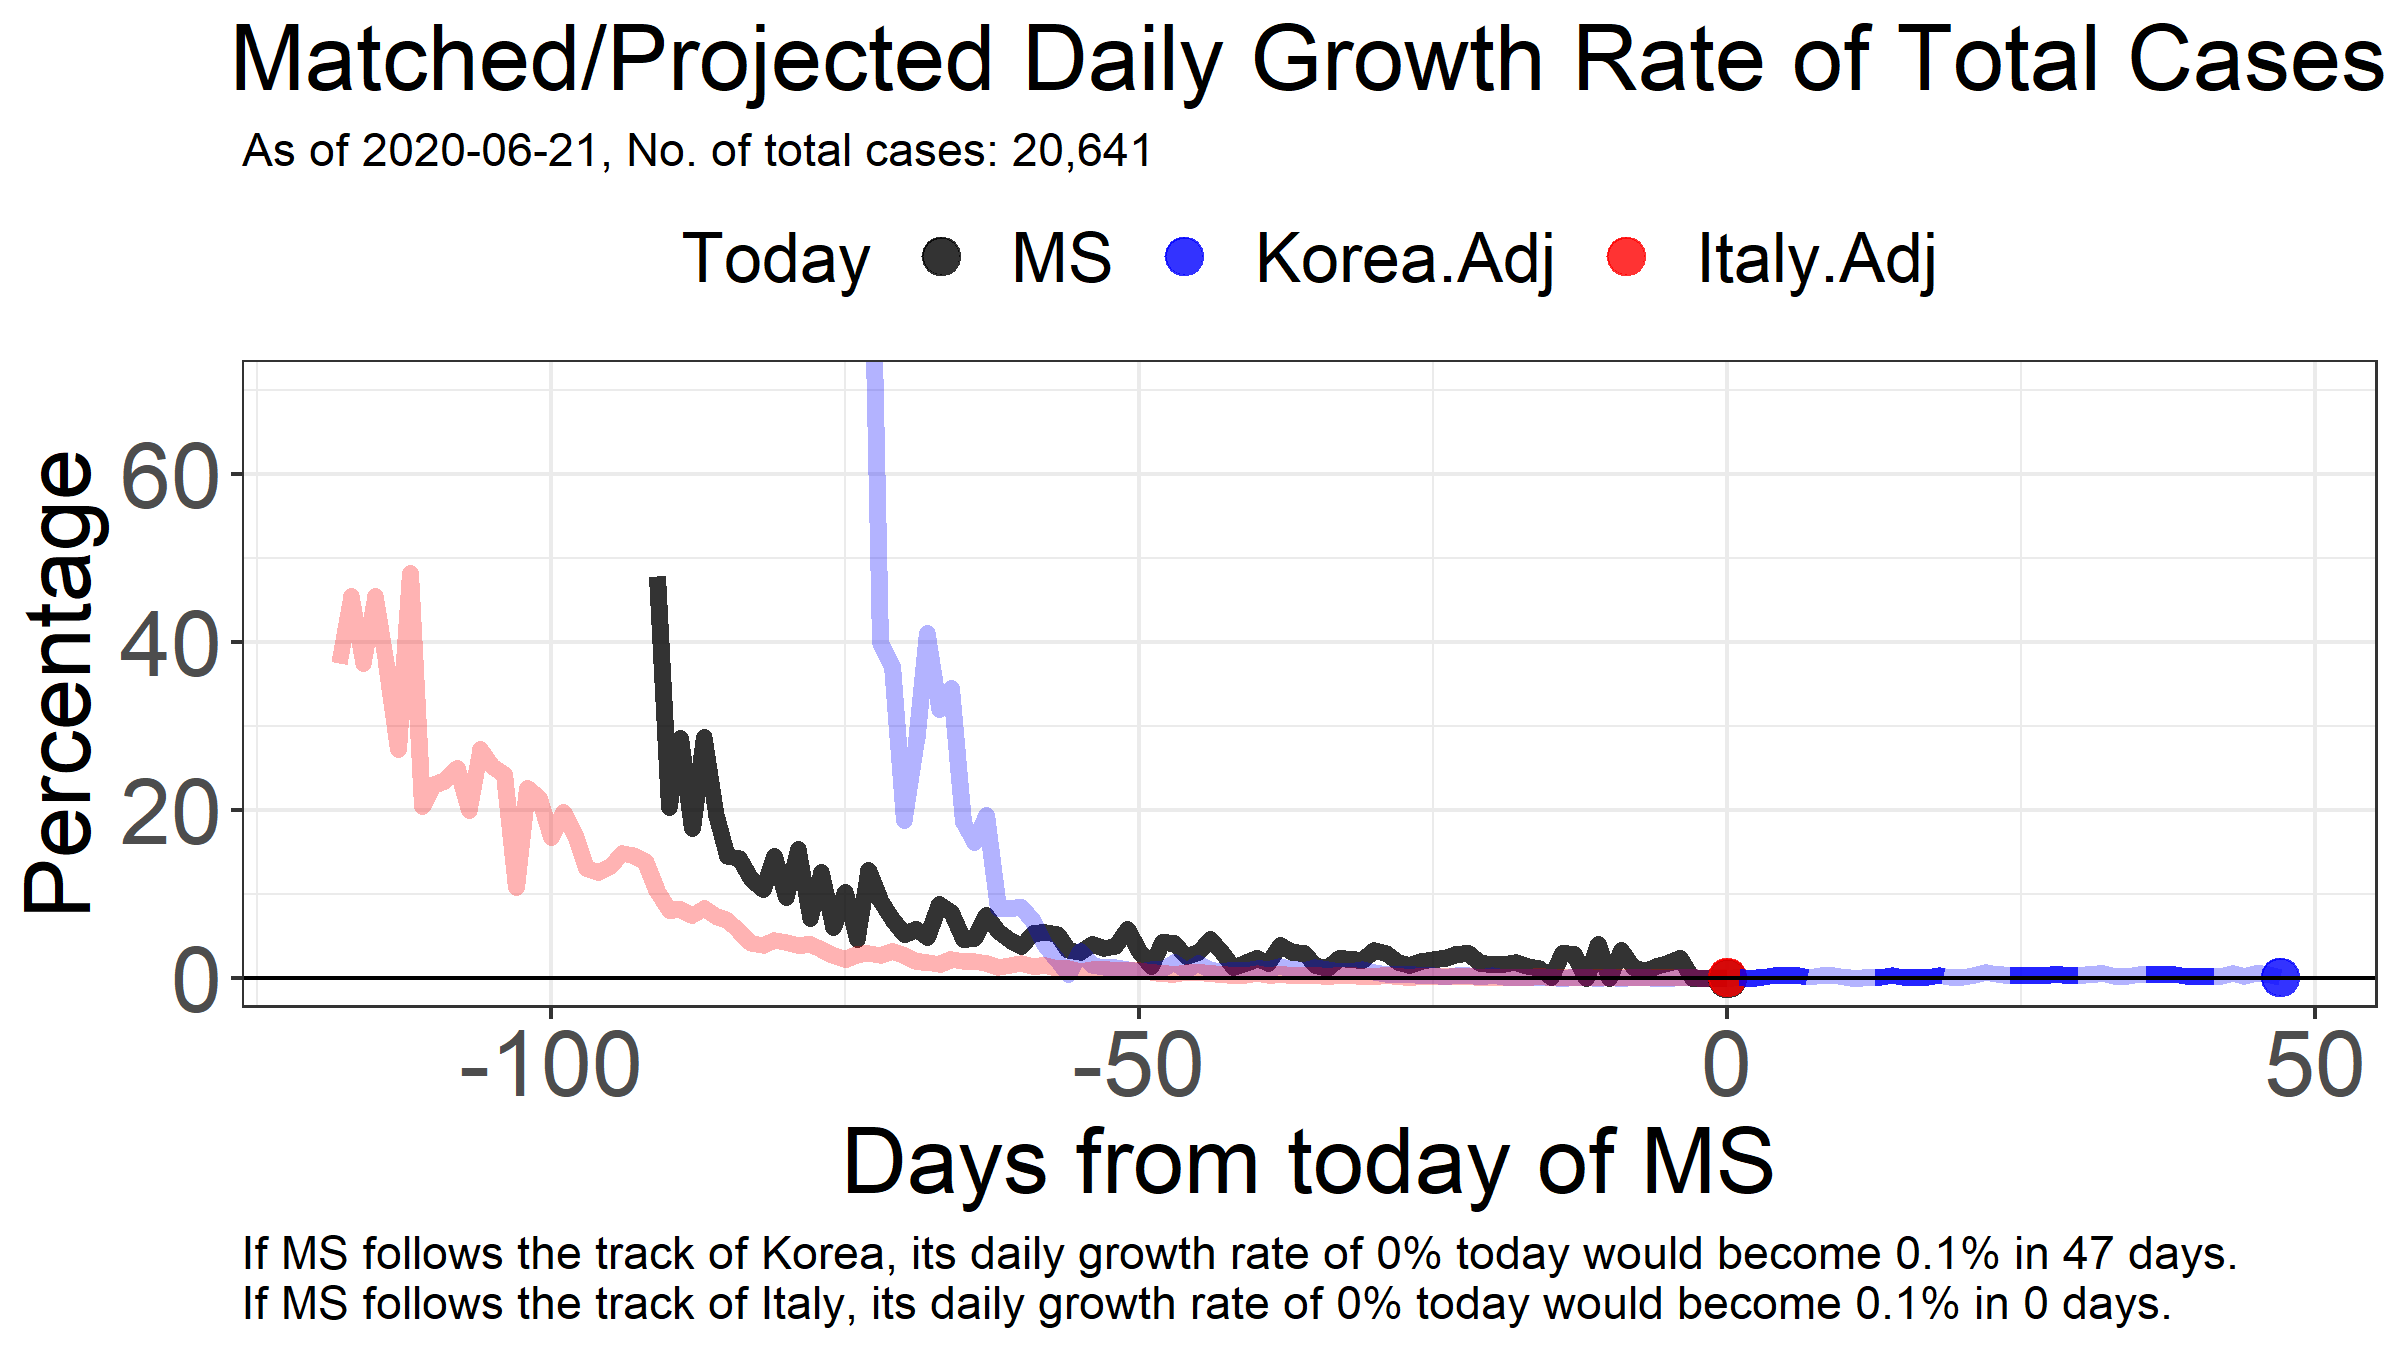 Matched/Projected Daily Growth Rate of Total Cases
As of 2020-06-21, No. of total cases: 20,641
Today MS Korea.Adj Italy.Adj
Percentage
60
40
20
0
-100 -50 0 50
Days from today of MS
If MS follows the track of Korea, its daily growth rate of 0% today would become 0.1% in 47 days.
If MS follows the track of Italy, its daily growth rate of 0% today would become 0.1% in 0 days.